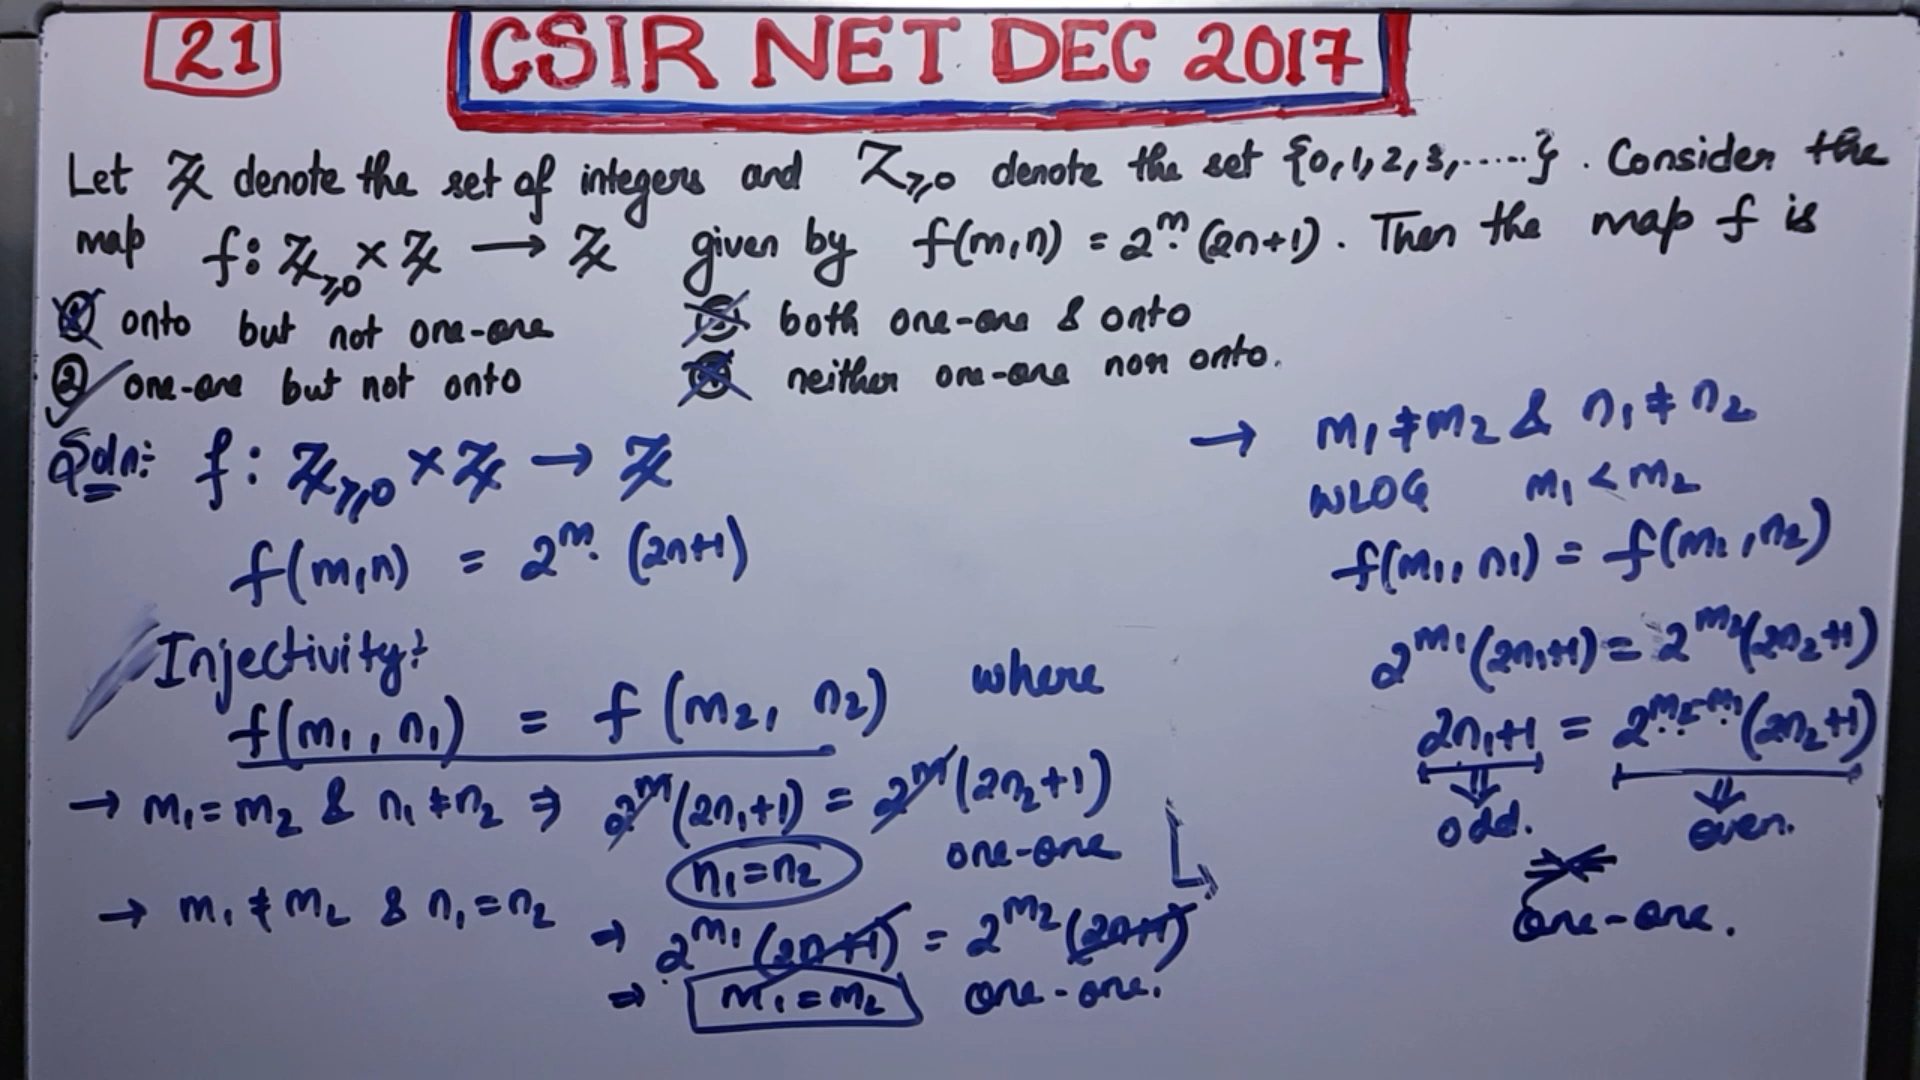 21
CSIR NET DEC 2017
Let ℤ denote the set of integers and ℤ≥0 denote the set {0,1,2,3,.....}. Consider the
map f: ℤ≥0 × ℤ → ℤ given by f(m,n) = 2^m.(2n+1). Then the map f is
① onto but not one-one
③ both one-one & onto
② one-one but not onto
④ neither one-one nor onto.
Soln: f: ℤ≥0 × ℤ → ℤ
f(m,n) = 2^m. (2n+1)
Injectivity:
f(m₁, n₁) = f(m₂, n₂) where
→ m₁ = m₂ & n₁ ≠ n₂ ⇒ 2^m(2n₁+1) = 2^m(2n₂+1)
n₁ = n₂ one-one
→ m₁ ≠ m₂ & n₁ = n₂ ⇒ 2^m₁ (2n+1) = 2^m₂ (2n+1)
⇒ m₁ = m₂ one-one.
→ m₁ ≠ m₂ & n₁ ≠ n₂
WLOG m₁ < m₂
f(m₁, n₁) = f(m₂, n₂)
2^m₁(2n₁+1) = 2^m₂(2n₂+1)
2n₁+1 = 2^m₂-m₁(2n₂+1)
odd. even.
one-one.